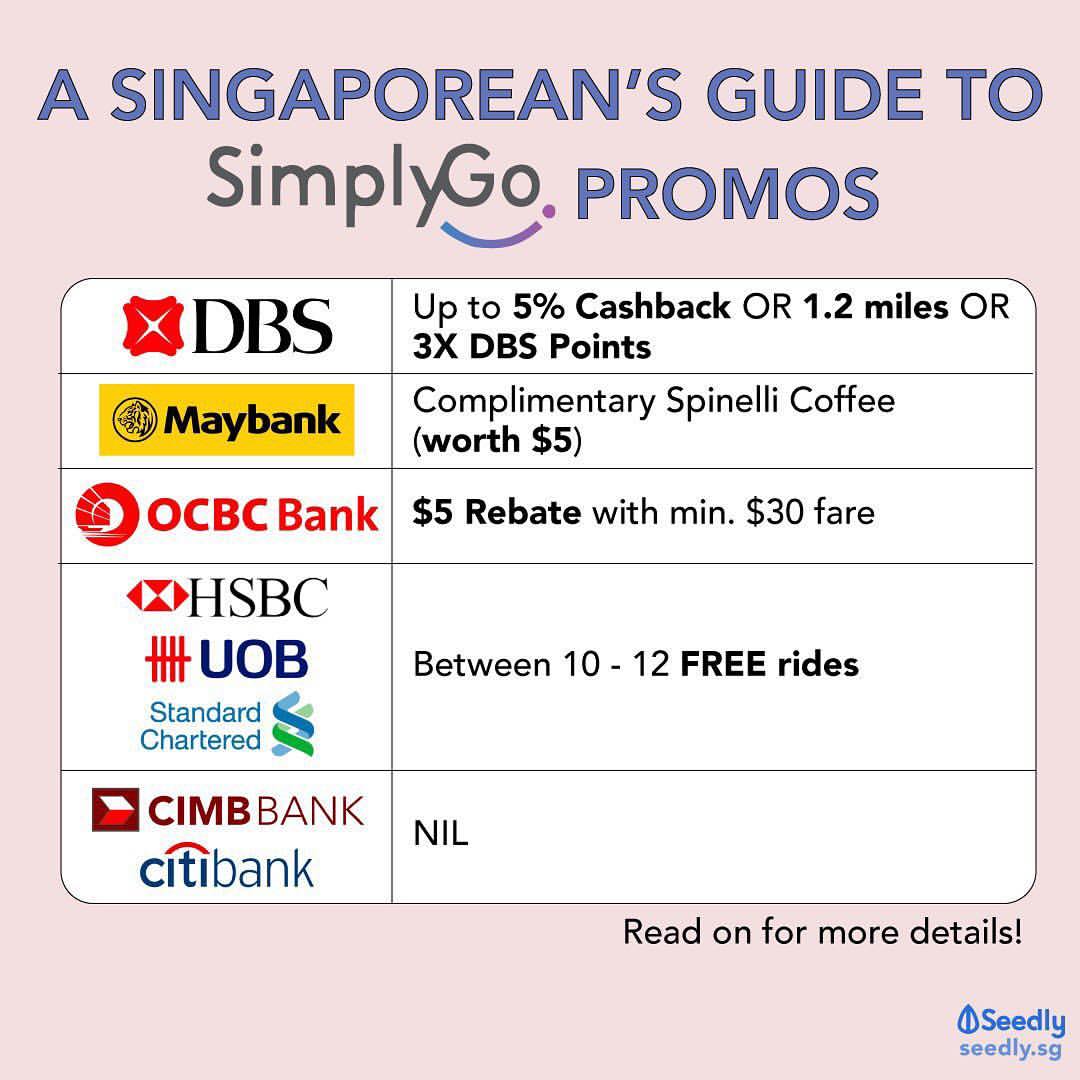 A SINGAPOREAN'S GUIDE TO
SimplyGo. PROMOS
DBS
Up to 5% Cashback OR 1.2 miles OR
3X DBS Points
Maybank
Complimentary Spinelli Coffee
(worth $5)
OCBC Bank
$5 Rebate with min. $30 fare
HSBC
UOB
Standard
Chartered
Between 10 - 12 FREE rides
CIMB BANK
citibank
NIL
Read on for more details!
Seedly
seedly.sg